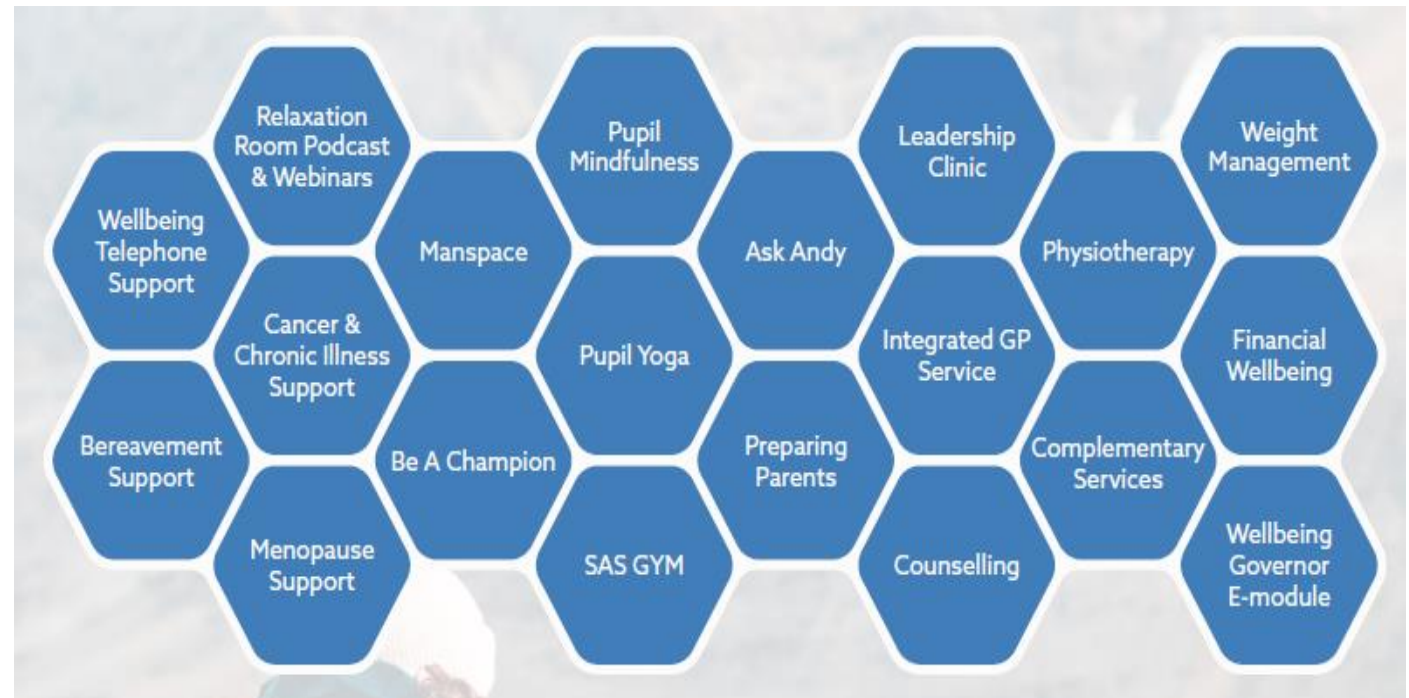 Relaxation
Room Podcast
& Webinars
Pupil
Mindfulness
Leadership
Clinic
Weight
Management
Wellbeing
Telephone
Support
Manspace
Ask Andy
Physiotherapy
Cancer &
Chronic Illness
Support
Pupil Yoga
Integrated GP
Service
Financial
Wellbeing
Bereavement
Support
Be A Champion
Preparing
Parents
Complementary
Services
Menopause
Support
SAS GYM
Counselling
Wellbeing
Governor
E-module